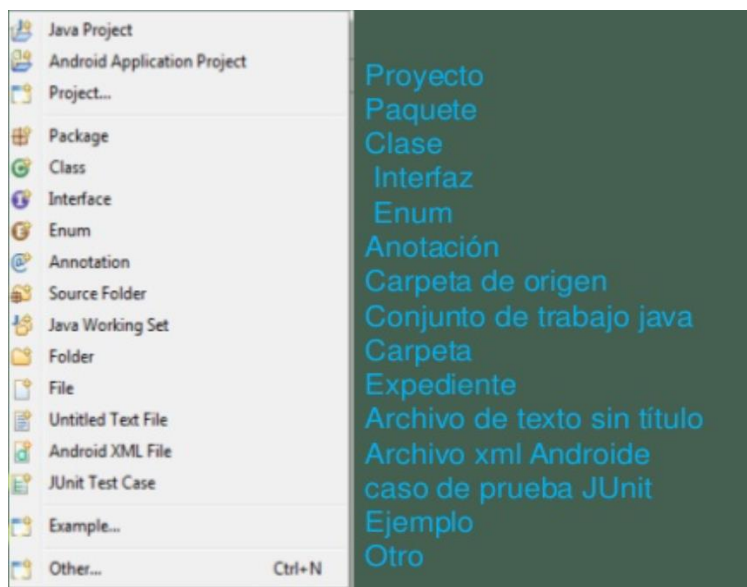 Java Project
Android Application Project
Project...
Package
Class
Interface
Enum
Annotation
Source Folder
Java Working Set
Folder
File
Untitled Text File
Android XML File
JUnit Test Case
Example...
Other... Ctrl+N
Proyecto
Paquete
Clase
Interfaz
Enum
Anotación
Carpeta de origen
Conjunto de trabajo java
Carpeta
Expediente
Archivo de texto sin título
Archivo xml Androide
caso de prueba JUnit
Ejemplo
Otro